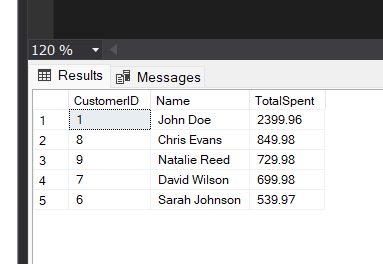 120 %
Results Messages
CustomerID Name TotalSpent
1 1 John Doe 2399.96
2 8 Chris Evans 849.98
3 9 Natalie Reed 729.98
4 7 David Wilson 699.98
5 6 Sarah Johnson 539.97